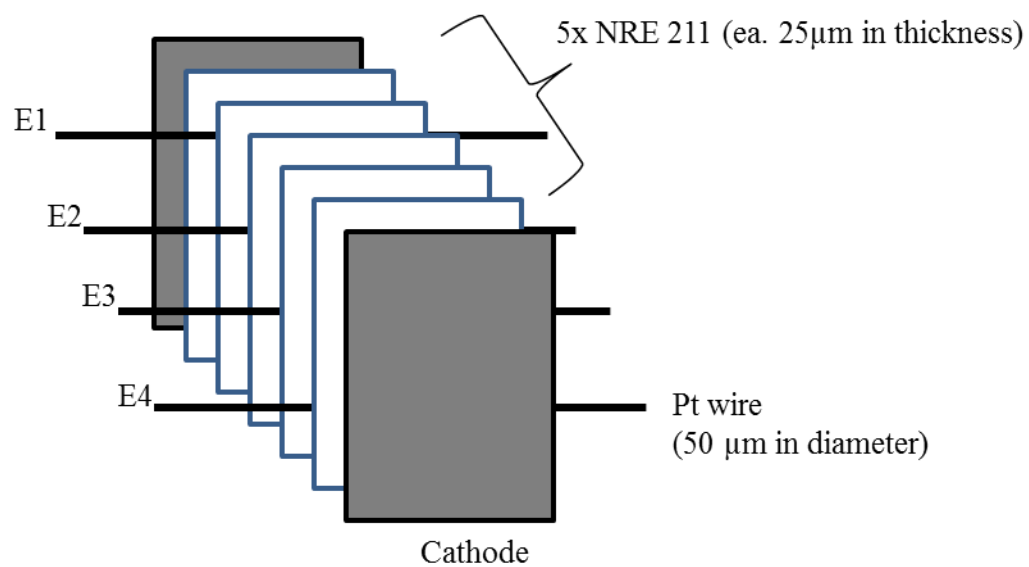 5x NRE 211 (ea. 25µm in thickness)
E1
E2
E3
E4
Pt wire
(50 µm in diameter)
Cathode